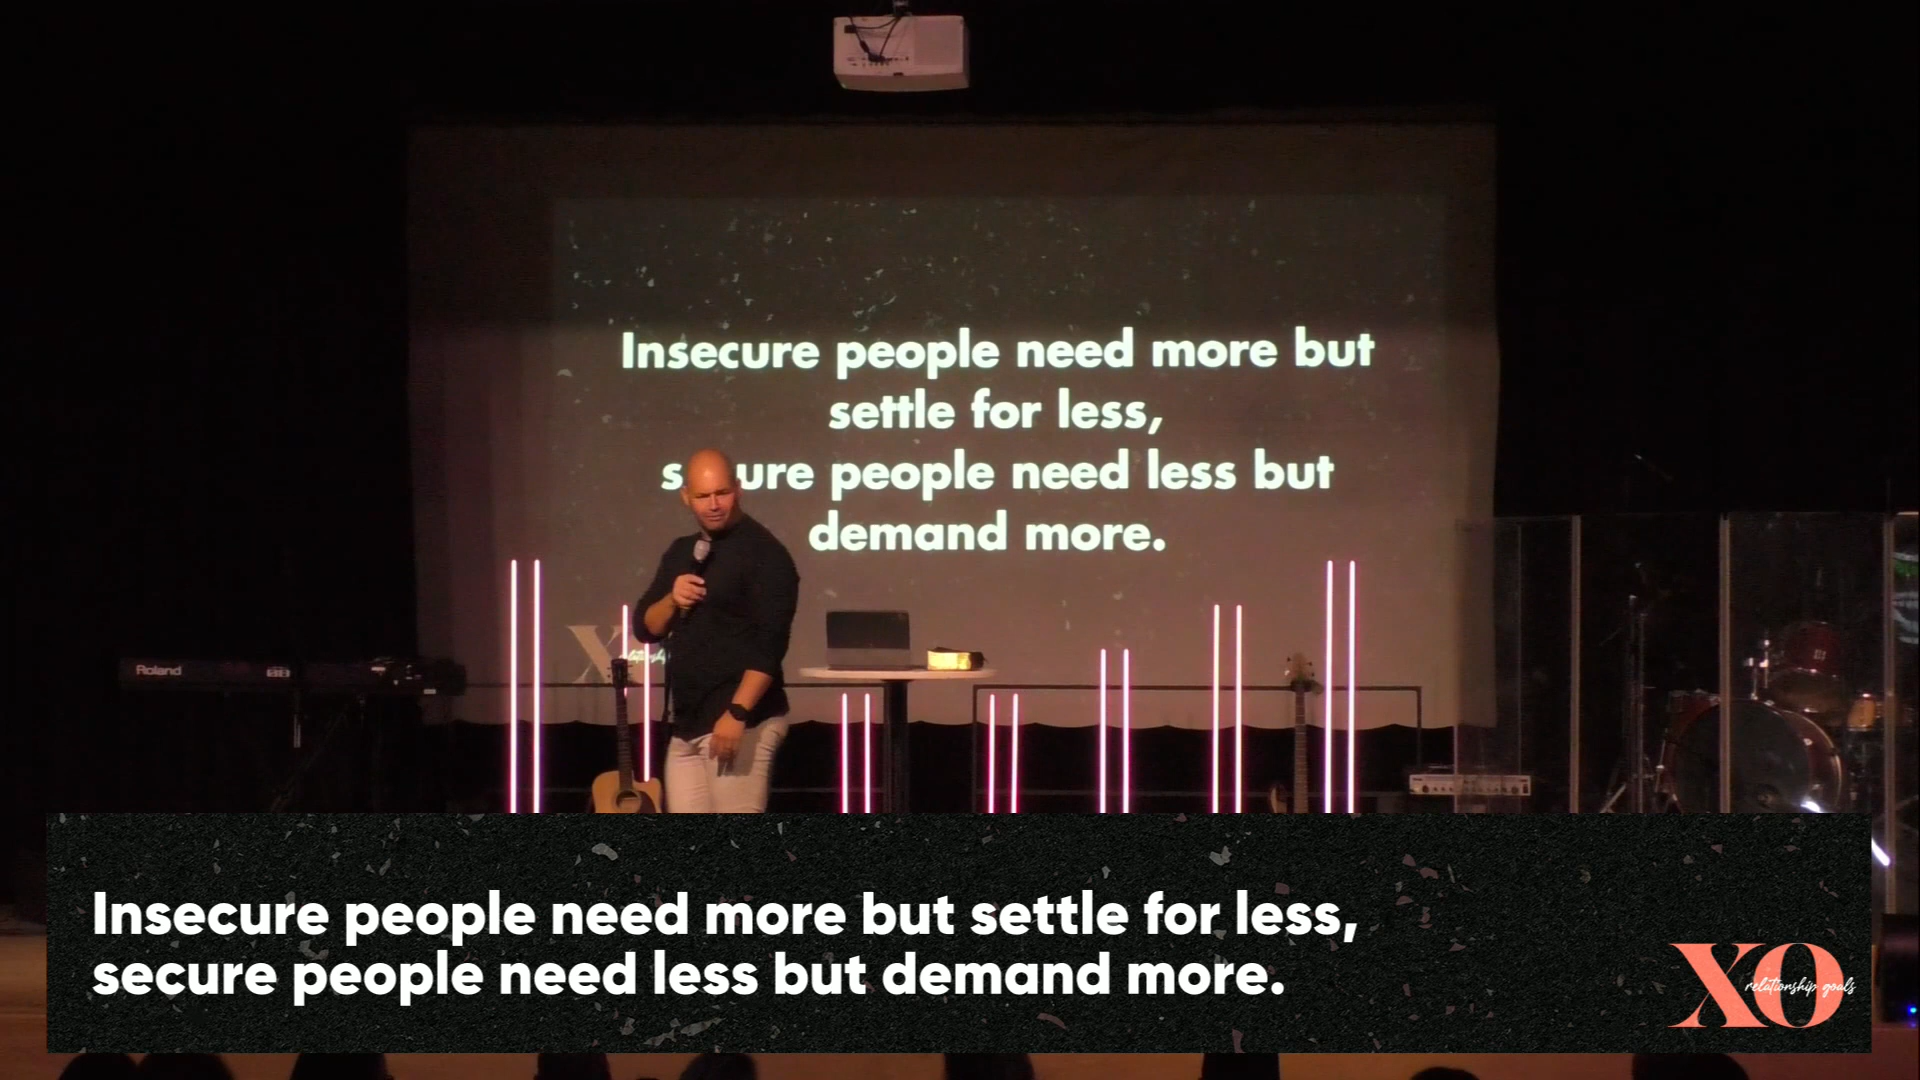 Insecure people need more but
settle for less,
s ure people need less but
demand more.
Roland
Insecure people need more but settle for less,
secure people need less but demand more.
XO
relationship goals